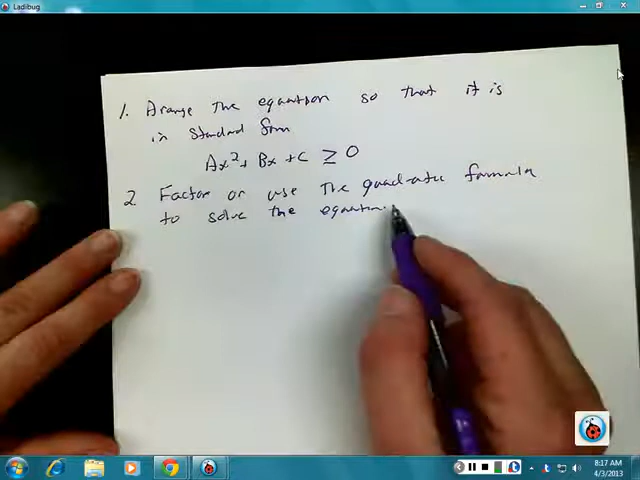 Ladibug
1. Arange the equation so that it is
in Standard form
Ax²+ Bx + C ≥ 0
2. Factor or use the quadratic formula
to solve the equation
8:17 AM
4/3/2013